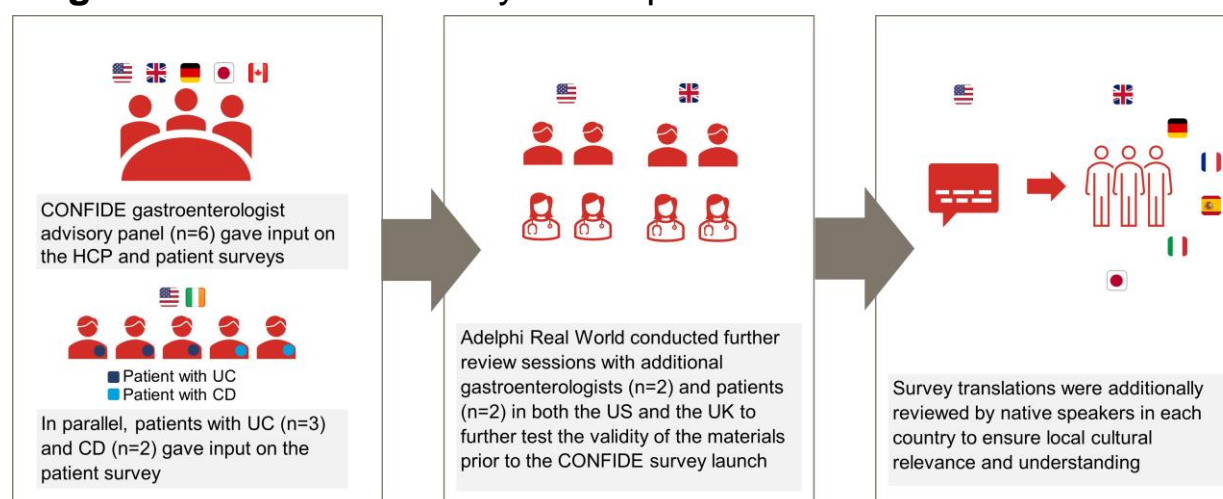 CONFIDE gastroenterologist
advisory panel (n=6) gave input on
the HCP and patient surveys
Patient with UC
Patient with CD
In parallel, patients with UC (n=3)
and CD (n=2) gave input on the
patient survey
Adelphi Real World conducted further
review sessions with additional
gastroenterologists (n=2) and patients
(n=2) in both the US and the UK to
further test the validity of the materials
prior to the CONFIDE survey launch
Survey translations were additionally
reviewed by native speakers in each
country to ensure local cultural
relevance and understanding